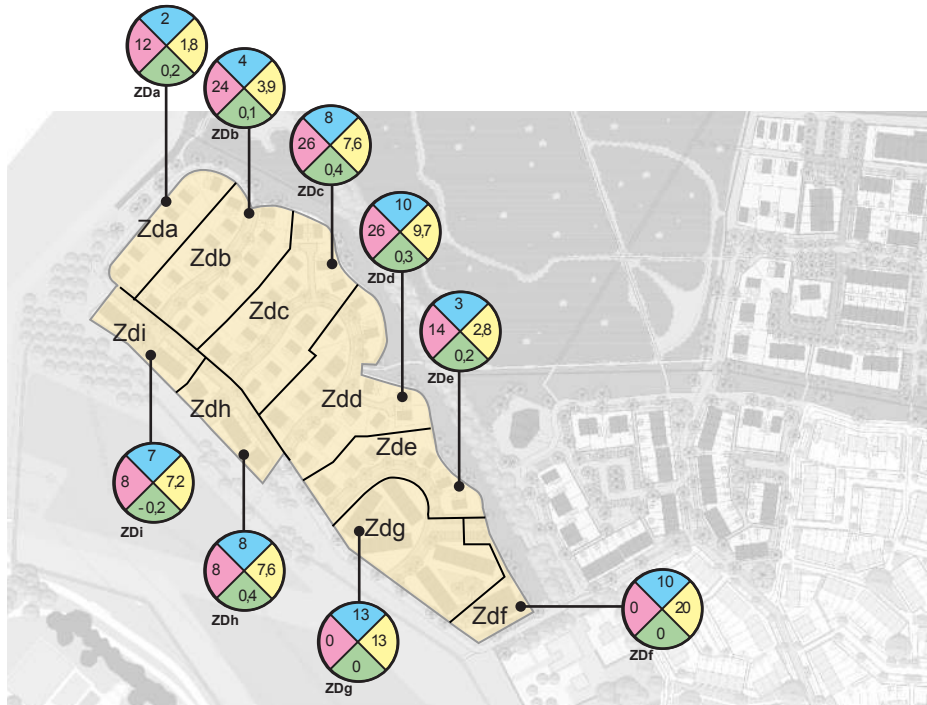 2
12 1,8
0,2
ZDa
4
24 3,9
0,1
ZDb
8
26 7,6
0,4
ZDc
10
26 9,7
0,3
ZDd
3
14 2,8
0,2
ZDe
Zda
Zdb
Zdc
Zdi
Zdh
Zdd
Zde
Zdg
Zdf
7
8 7,2
- 0,2
ZDi
8
8 7,6
0,4
ZDh
13
0 13
0
ZDg
10
0 20
0
ZDf